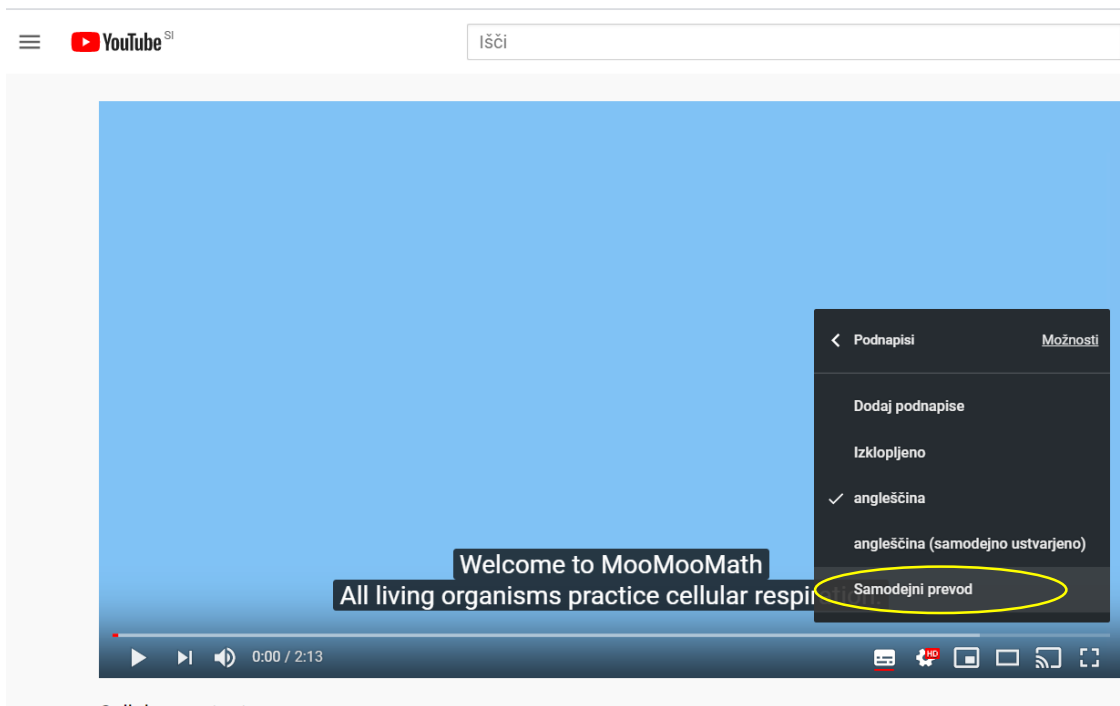 YouTube SI
Išči
Podnapisi
Možnosti
Dodaj podnapise
Izklopljeno
angleščina
angleščina (samodejno ustvarjeno)
Samodejni prevod
Welcome to MooMooMath
All living organisms practice cellular respiration.
0:00 / 2:13
HD